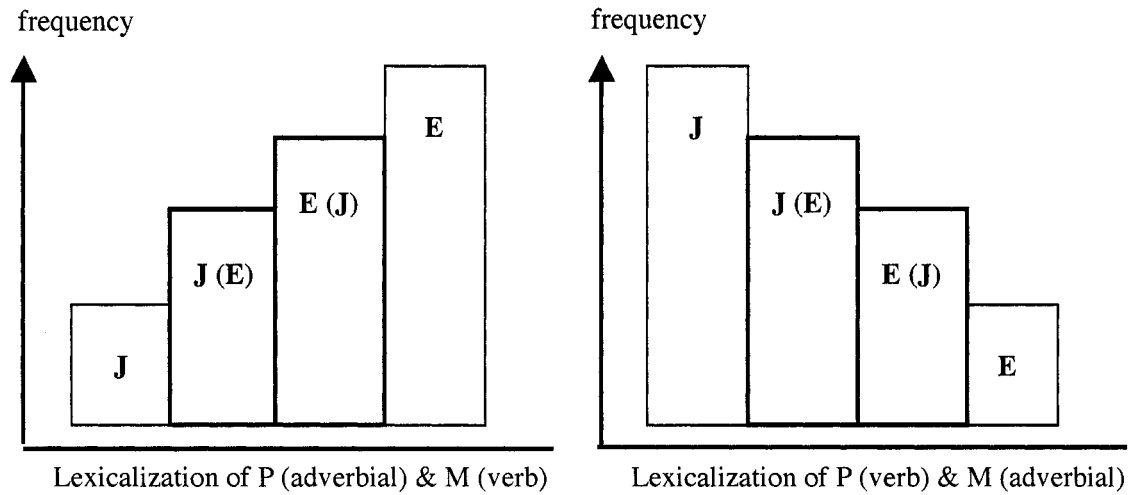 frequency
E
E (J)
J (E)
J
Lexicalization of P (adverbial) & M (verb)
frequency
J
J (E)
E (J)
E
Lexicalization of P (verb) & M (adverbial)